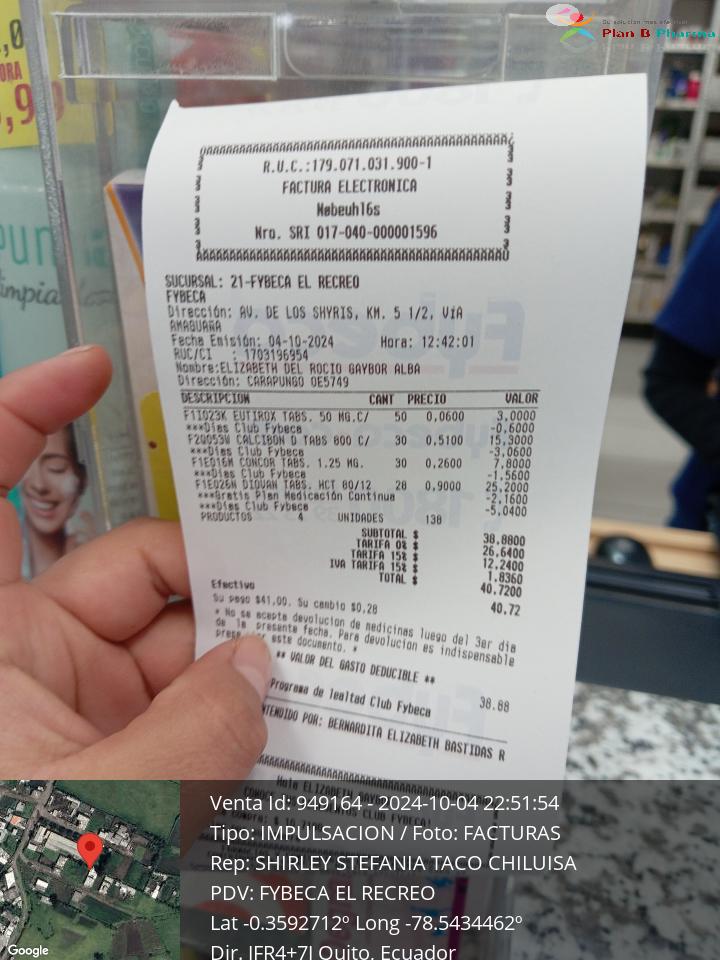 Plan B Pharma
R.U.C.:179.071.031.900-1
FACTURA ELECTRONICA
Nøbeuhl6s
Nro. SRI 017-040-000001596
SUCURSAL: 21-FYBECA EL RECREO
FYBECA
Dirección: AV. DE LOS SHYRIS, KM. 5 1/2, VIA
AMAGUAÑA
Fecha Emisión: 04-10-2024 Hora: 12:42:01
RUC/CI : 1703196954
Nombre:ELIZABETH DEL ROCIO GAYBOR ALBA
Dirección: CARAPUNGO OE5749
DESCRIPCION CANT PRECIO VALOR
F1I023K EUTIROX TABS. 50 MG.C/ 50 0,0600 3,0000
***Días Club Fybeca -0,6000
F2Q053W CALCIBON D TABS 800 C/ 30 0,5100 15,3000
***Días Club Fybeca -3,0600
F1E016M CONCOR TABS. 1.25 MG. 30 0,2600 7,8000
***Días Club Fybeca -1,5600
F1E026N DIOVAN TABS. HCT 80/12 28 0,9000 25,2000
***Gratis Plan Medicación Continua -2,1600
***Días Club Fybeca -5,0400
PRODUCTOS 4 UNIDADES 138
SUBTOTAL $ 38.8800
TARIFA 0% $ 26.6400
TARIFA 15% $ 12.2400
IVA TARIFA 15% $ 1.8360
TOTAL $ 40.7200
Efectivo 40.72
Su pago $41,00. Su cambio $0,28
* No se acepta devolucion de medicinas luego del 3er dia
de la presente fecha. Para devolucion es indispensable
este documento. *
** VALOR DEL GASTO DEDUCIBLE **
38.88
Programa de lealtad Club Fybeca
BERNARDITA ELIZABETH BASTIDAS R
Venta Id: 949164 - 2024-10-04 22:51:54
Tipo: IMPULSACION / Foto: FACTURAS
Rep: SHIRLEY STEFANIA TACO CHILUISA
PDV: FYBECA EL RECREO
Lat -0.3592712º Long -78.5434462º
Dir. JFR4+7J Quito, Ecuador
Google